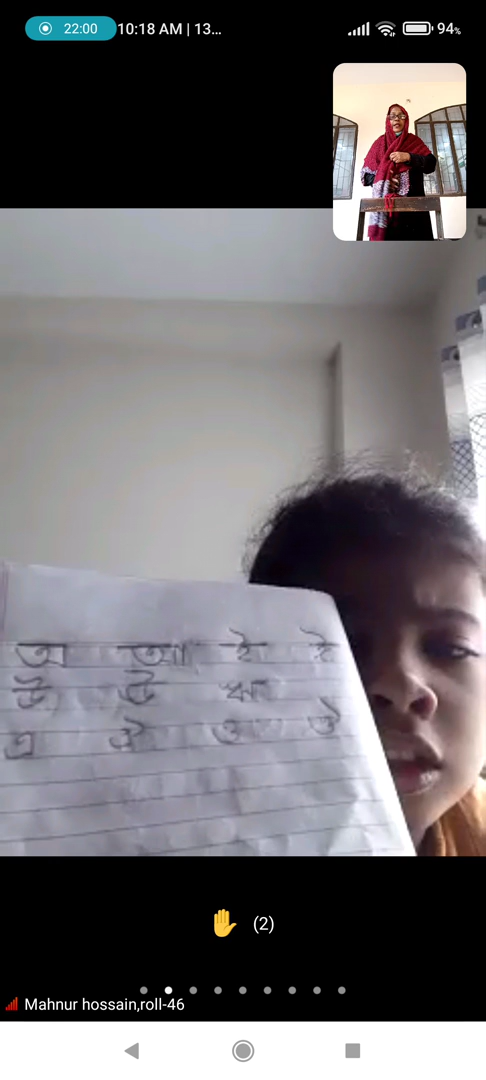 22:00 10:18 AM | 13... 94%
অ আ ই ঈ
উ ঊ ঋ
এ ঐ ও ঔ
(2)
Mahnur hossain,roll-46